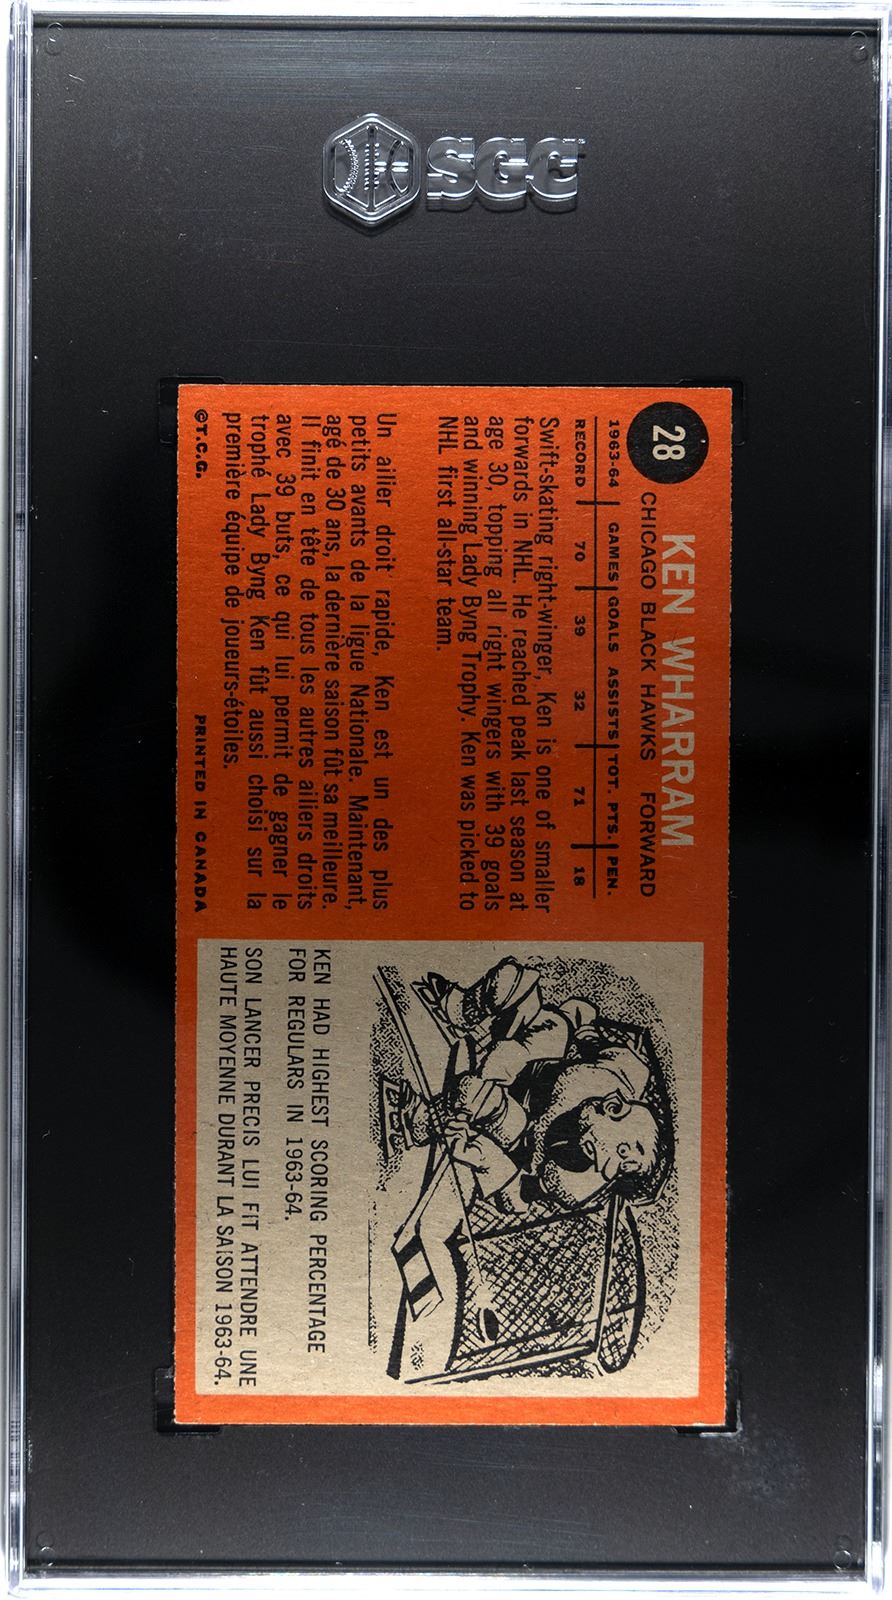 SGC
28
KEN WHARRAM
CHICAGO BLACK HAWKS FORWARD
1963-64 GAMES GOALS ASSISTS TOT. PTS. PEN.
RECORD 70 39 32 71 18
Swift-skating right-winger, Ken is one of smaller
forwards in NHL. He reached peak last season at
age 30, topping all right wingers with 39 goals
and winning Lady Byng Trophy. Ken was picked to
NHL first all-star team.
Un ailier droit rapide, Ken est un des plus
petits avants de la ligue Nationale. Maintenant,
agé de 30 ans, la dernière saison fût sa meilleure.
Il finit en tête de tous les autres ailiers droits
avec 39 buts, ce qui lui permit de gagner le
trophé Lady Byng Ken fût aussi choisi sur la
première équipe de joueurs-étoiles.
©T.C.G. PRINTED IN CANADA
KEN HAD HIGHEST SCORING PERCENTAGE
FOR REGULARS IN 1963-64.
SON LANCER PRECIS LUI FIT ATTENDRE UNE
HAUTE MOYENNE DURANT LA SAISON 1963-64.